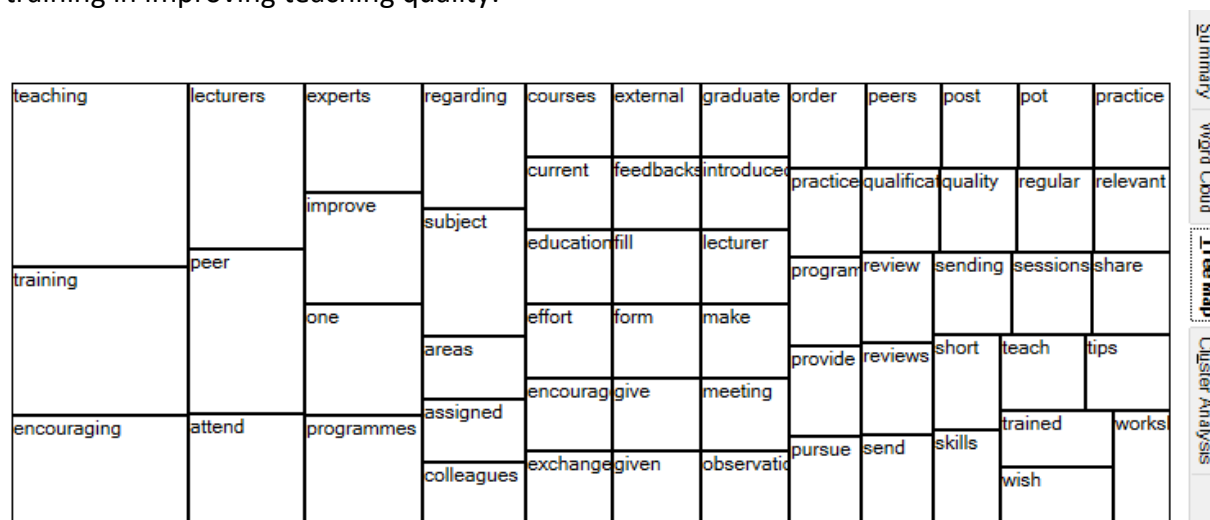 training in improving teaching quality.
teaching lecturers experts regarding courses external graduate order peers post pot practice
current feedbacks introduced practice qualificat quality regular relevant
improve
subject
education fill lecturer
peer program review sending sessions share
training
one effort form make
areas provide reviews short teach tips
encourag give meeting
assigned
encouraging attend programmes trained works
pursue send skills
colleagues exchange given observatio
wish
Summary
Word Cloud
Tree Map
Cluster Analysis